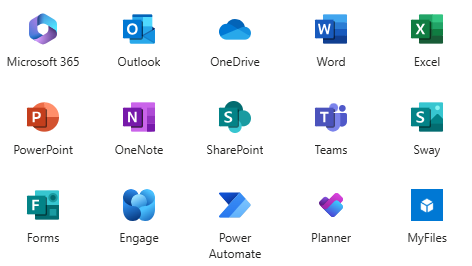 Microsoft 365 Outlook OneDrive Word Excel
PowerPoint OneNote SharePoint Teams Sway
Forms Engage Power Automate Planner MyFiles